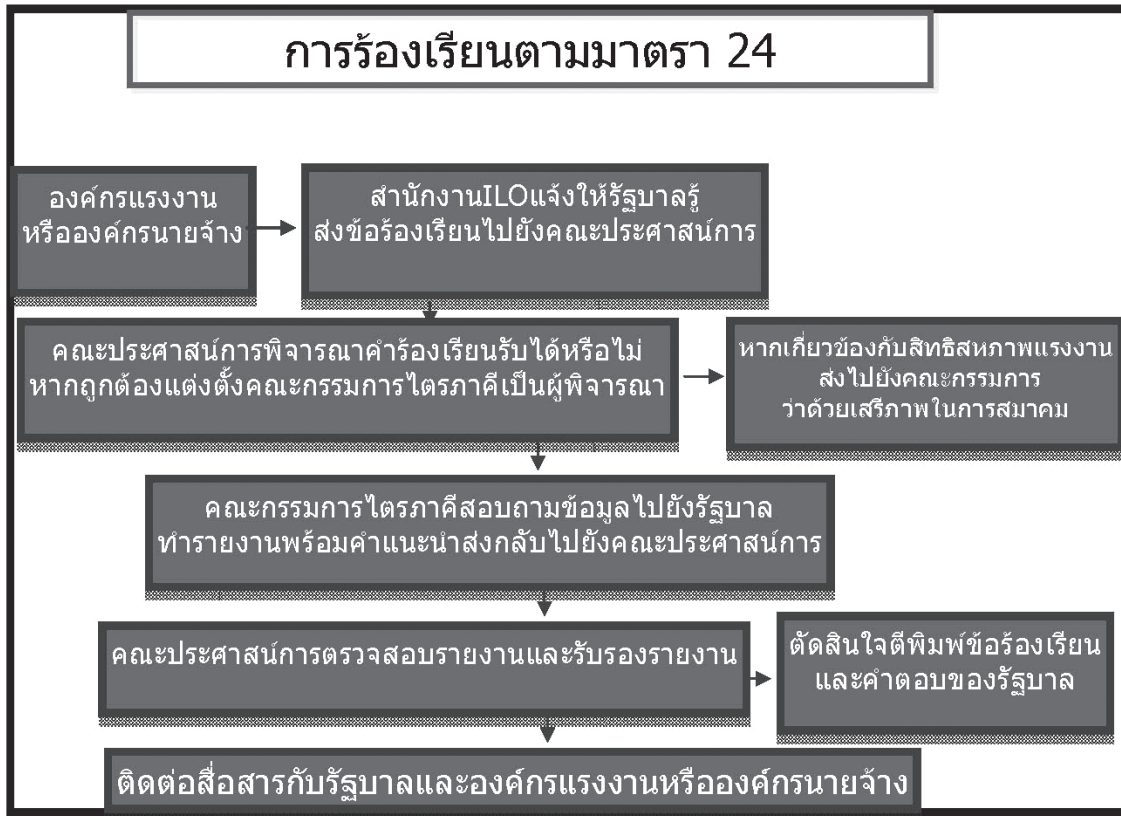 การร้องเรียนตามมาตรา 24
องค์กรแรงงาน
หรือองค์กรนายจ้าง
สำนักงานILOแจ้งให้รัฐบาลรู้
ส่งข้อร้องเรียนไปยังคณะประศาสน์การ
คณะประศาสน์การพิจารณาคำร้องเรียนรับได้หรือไม่
หากถูกต้องแต่งตั้งคณะกรรมการไตรภาคีเป็นผู้พิจารณา
หากเกี่ยวข้องกับสิทธิสหภาพแรงงาน
ส่งไปยังคณะกรรมการ
ว่าด้วยเสรีภาพในการสมาคม
คณะกรรมการไตรภาคีสอบถามข้อมูลไปยังรัฐบาล
ทำรายงานพร้อมคำแนะนำส่งกลับไปยังคณะประศาสน์การ
คณะประศาสน์การตรวจสอบรายงานและรับรองรายงาน
ตัดสินใจตีพิมพ์ข้อร้องเรียน
และคำตอบของรัฐบาล
ติดต่อสื่อสารกับรัฐบาลและองค์กรแรงงานหรือองค์กรนายจ้าง